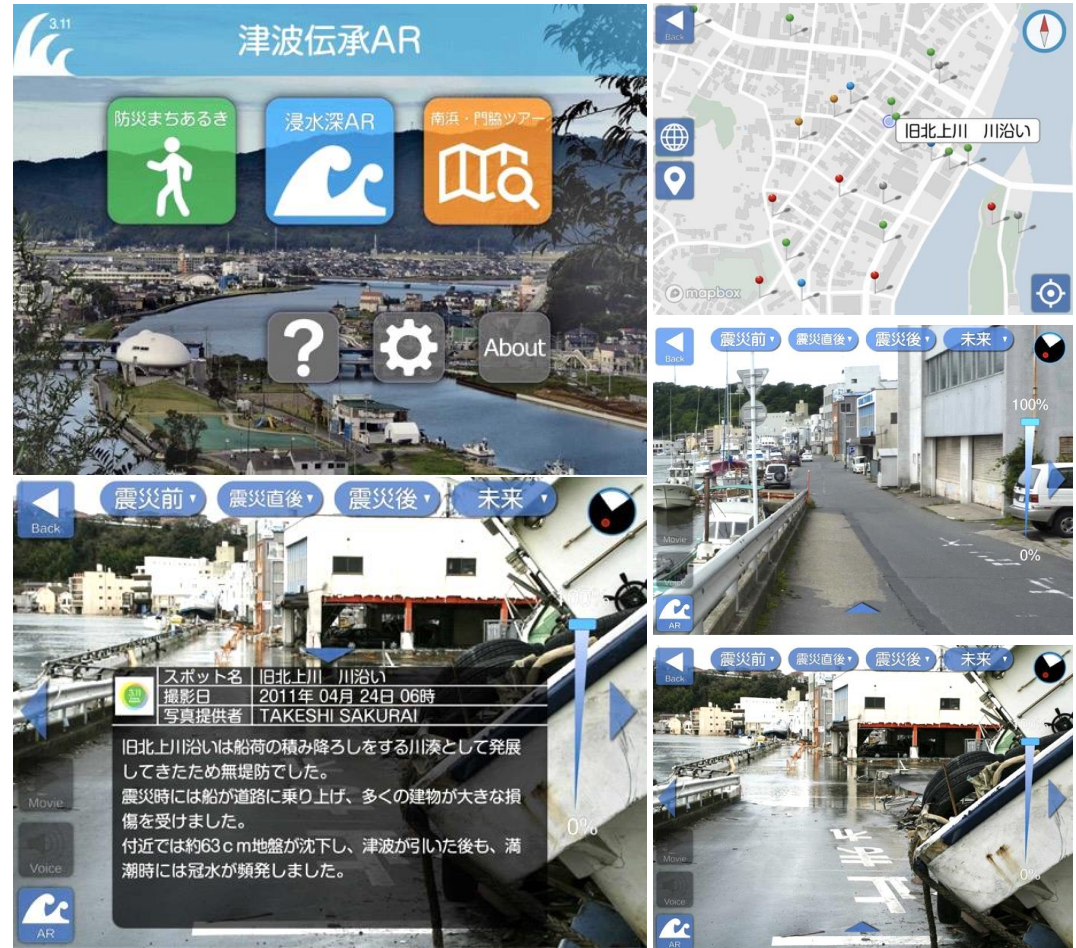 3.11
津波伝承AR
防災まちあるき
浸水深AR
南浜・門脇ツアー
?
About
Back
旧北上川 川沿い
mapbox
Back
震災前
震災直後
震災後
未来
100%
0%
Movie
Voice
AR
Back
震災前
震災直後
震災後
未来
3.11
スポット名 旧北上川 川沿い
撮影日 2011年 04月 24日 06時
写真提供者 TAKESHI SAKURAI
旧北上川沿いは船荷の積み降ろしをする川湊として発展
してきたため無堤防でした。
震災時には船が道路に乗り上げ、多くの建物が大きな損
傷を受けました。
付近では約63ｃｍ地盤が沈下し、津波が引いた後も、満
潮時には冠水が頻発しました。
0%
Movie
Voice
AR
Back
震災前
震災直後
震災後
未来
0%
Movie
Voice
AR